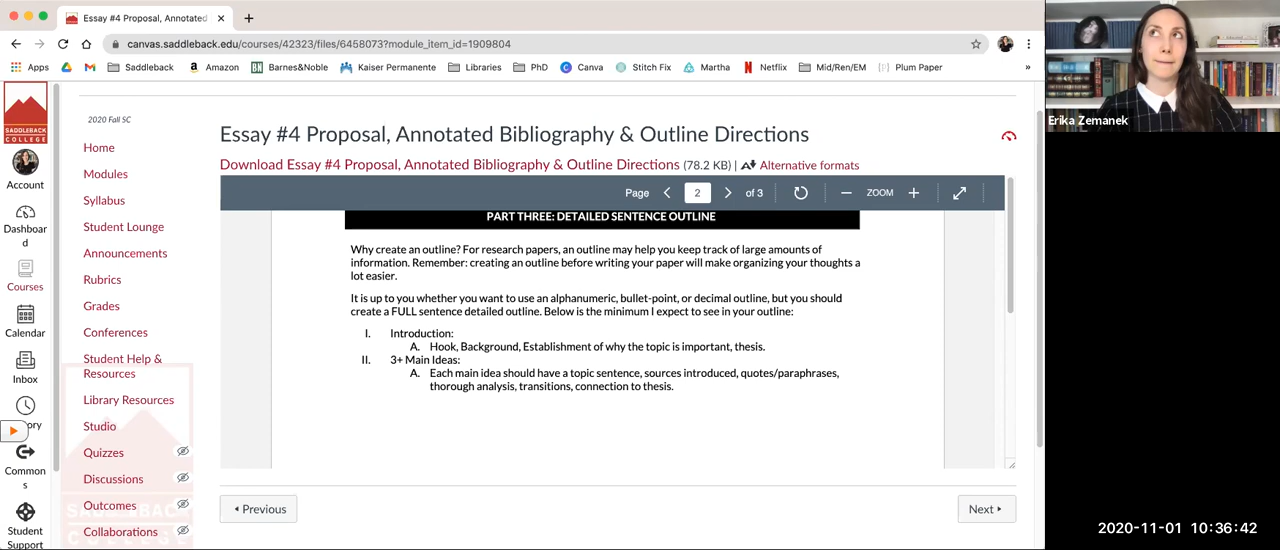 Essay #4 Proposal, Annotated
canvas.saddleback.edu/courses/42323/files/6458073?module_item_id=1909804
Apps Saddleback Amazon Barnes&Noble Kaiser Permanente Libraries PhD Canva Stitch Fix Martha Netflix Mid/Ren/EM Plum Paper »
SADDLEBACK
COLLEGE
Account
Dashboar
d
Courses
Calendar
Inbox
ory
Common
s
Student
Support
2020 Fall SC
Home
Modules
Syllabus
Student Lounge
Announcements
Rubrics
Grades
Conferences
Student Help &
Resources
Library Resources
Studio
Quizzes
Discussions
Outcomes
Collaborations
Essay #4 Proposal, Annotated Bibliography & Outline Directions
Download Essay #4 Proposal, Annotated Bibliography & Outline Directions (78.2 KB) | Alternative formats
Page 2 of 3 ZOOM
PART THREE: DETAILED SENTENCE OUTLINE
Why create an outline? For research papers, an outline may help you keep track of large amounts of
information. Remember: creating an outline before writing your paper will make organizing your thoughts a
lot easier.
It is up to you whether you want to use an alphanumeric, bullet-point, or decimal outline, but you should
create a FULL sentence detailed outline. Below is the minimum I expect to see in your outline:
I. Introduction:
A. Hook, Background, Establishment of why the topic is important, thesis.
II. 3+ Main Ideas:
A. Each main idea should have a topic sentence, sources introduced, quotes/paraphrases,
thorough analysis, transitions, connection to thesis.
Previous
Next
Erika Zemanek
2020-11-01 10:36:42